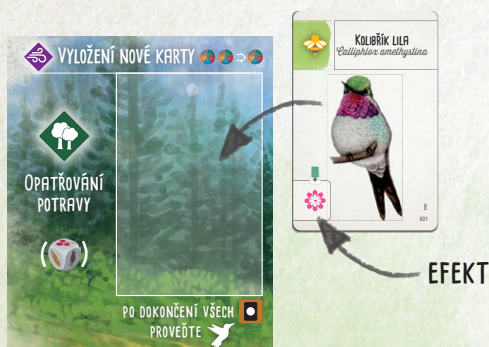 VYLOŽENÍ NOVÉ KARTY
OPATŘOVÁNÍ
POTRAVY
PO DOKONČENÍ VŠECH
PROVEĎTE
KOLIBŘÍK LILA
Calliphlox amethystina
EFEKT